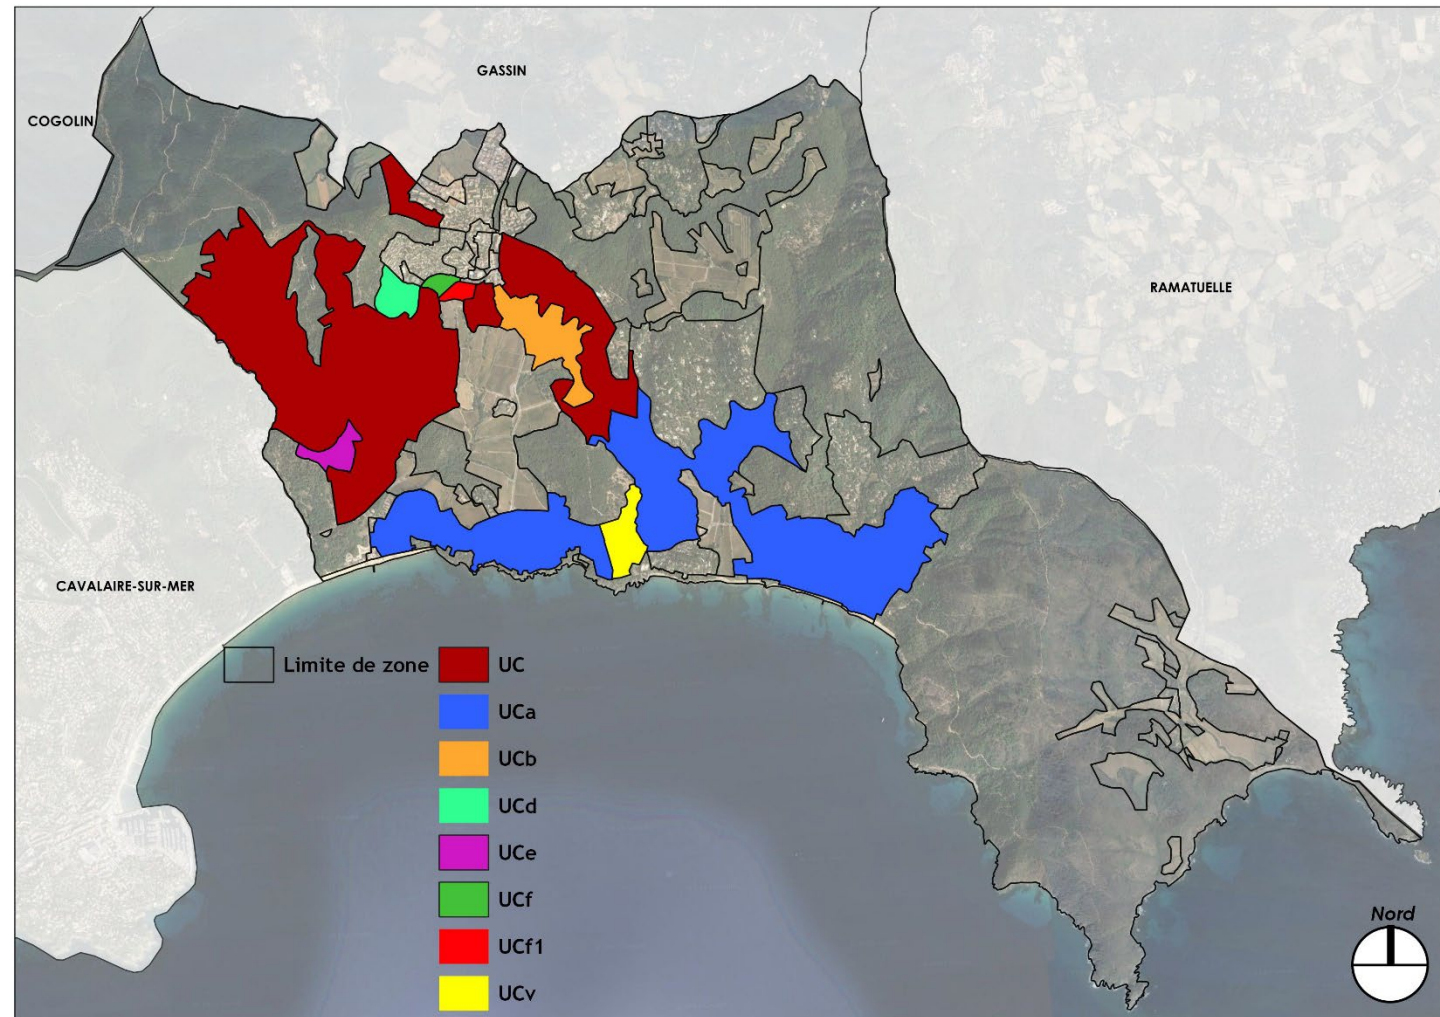 GASSIN
COGOLIN
RAMATUELLE
CAVALAIRE-SUR-MER
Limite de zone
UC
UCa
UCb
UCd
UCe
UCf
UCf1
UCv
Nord